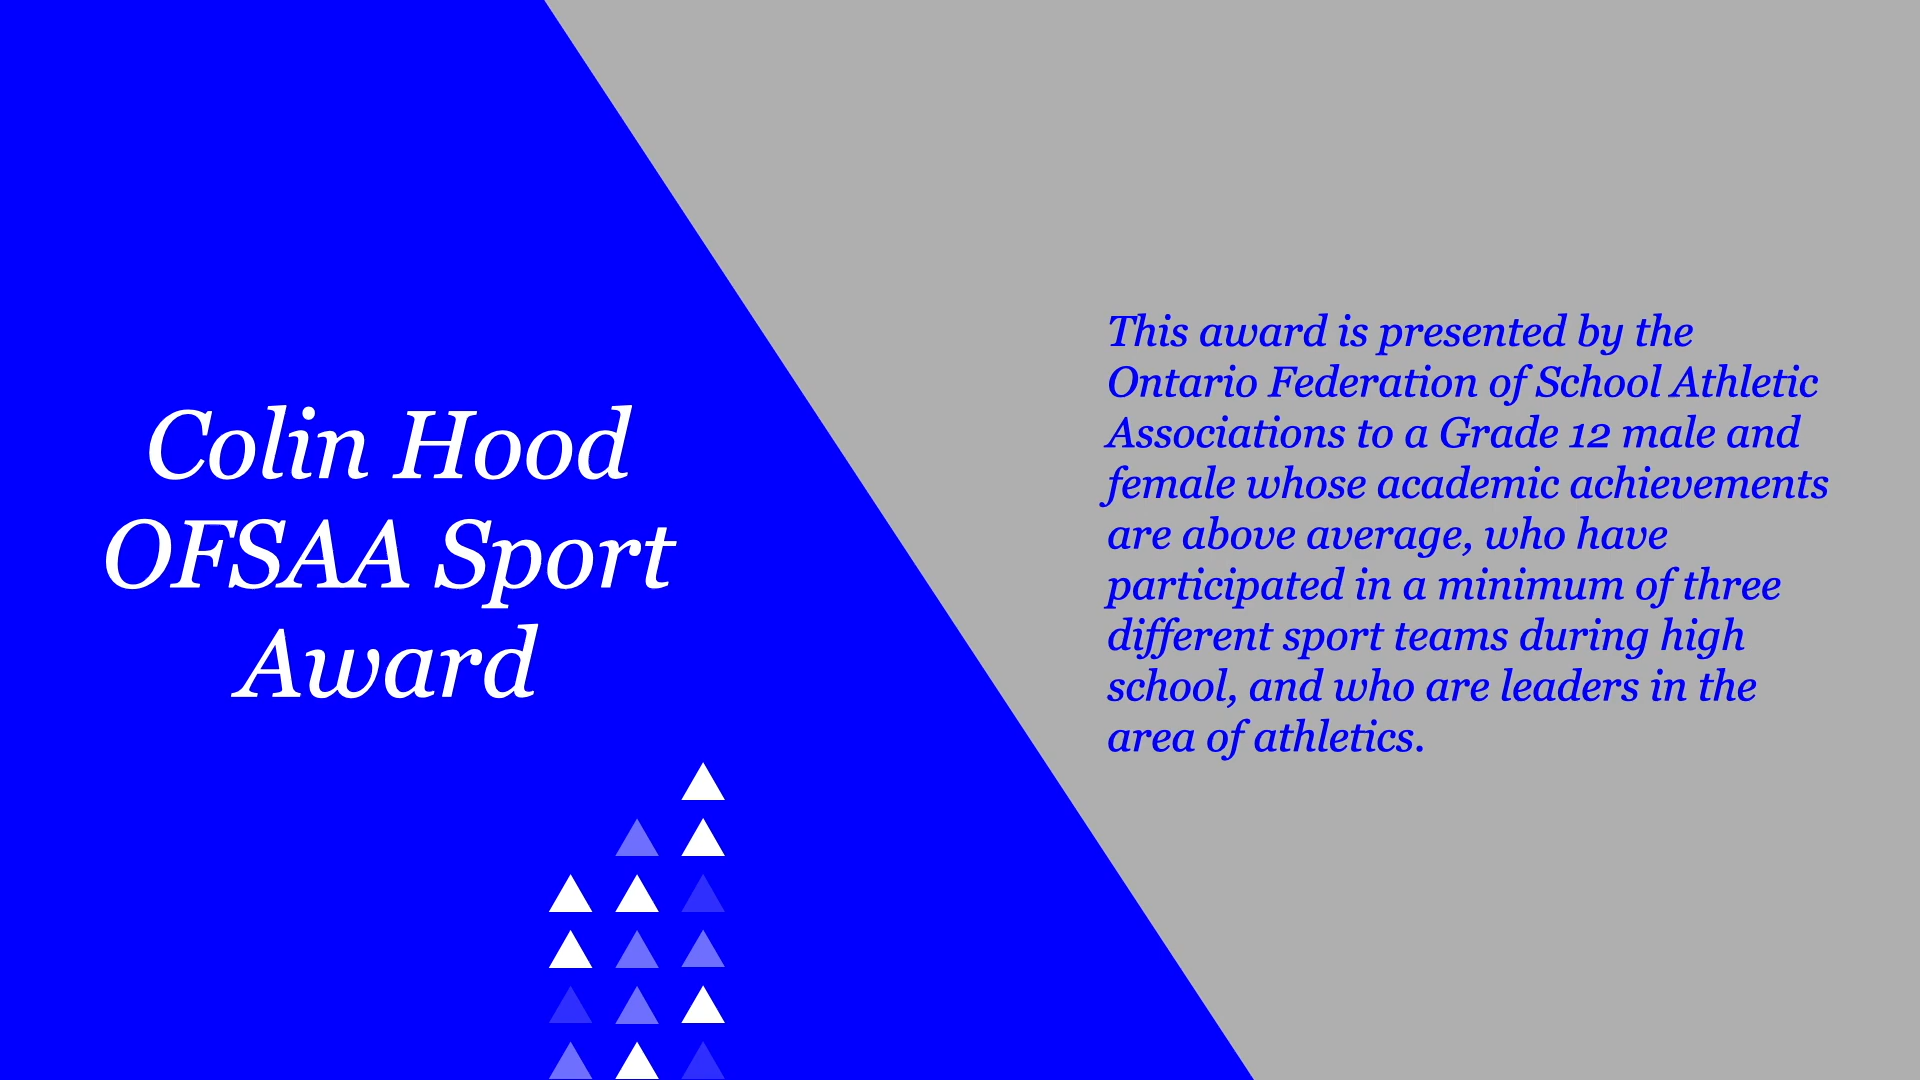 Colin Hood
OFSAA Sport
Award
This award is presented by the
Ontario Federation of School Athletic
Associations to a Grade 12 male and
female whose academic achievements
are above average, who have
participated in a minimum of three
different sport teams during high
school, and who are leaders in the
area of athletics.